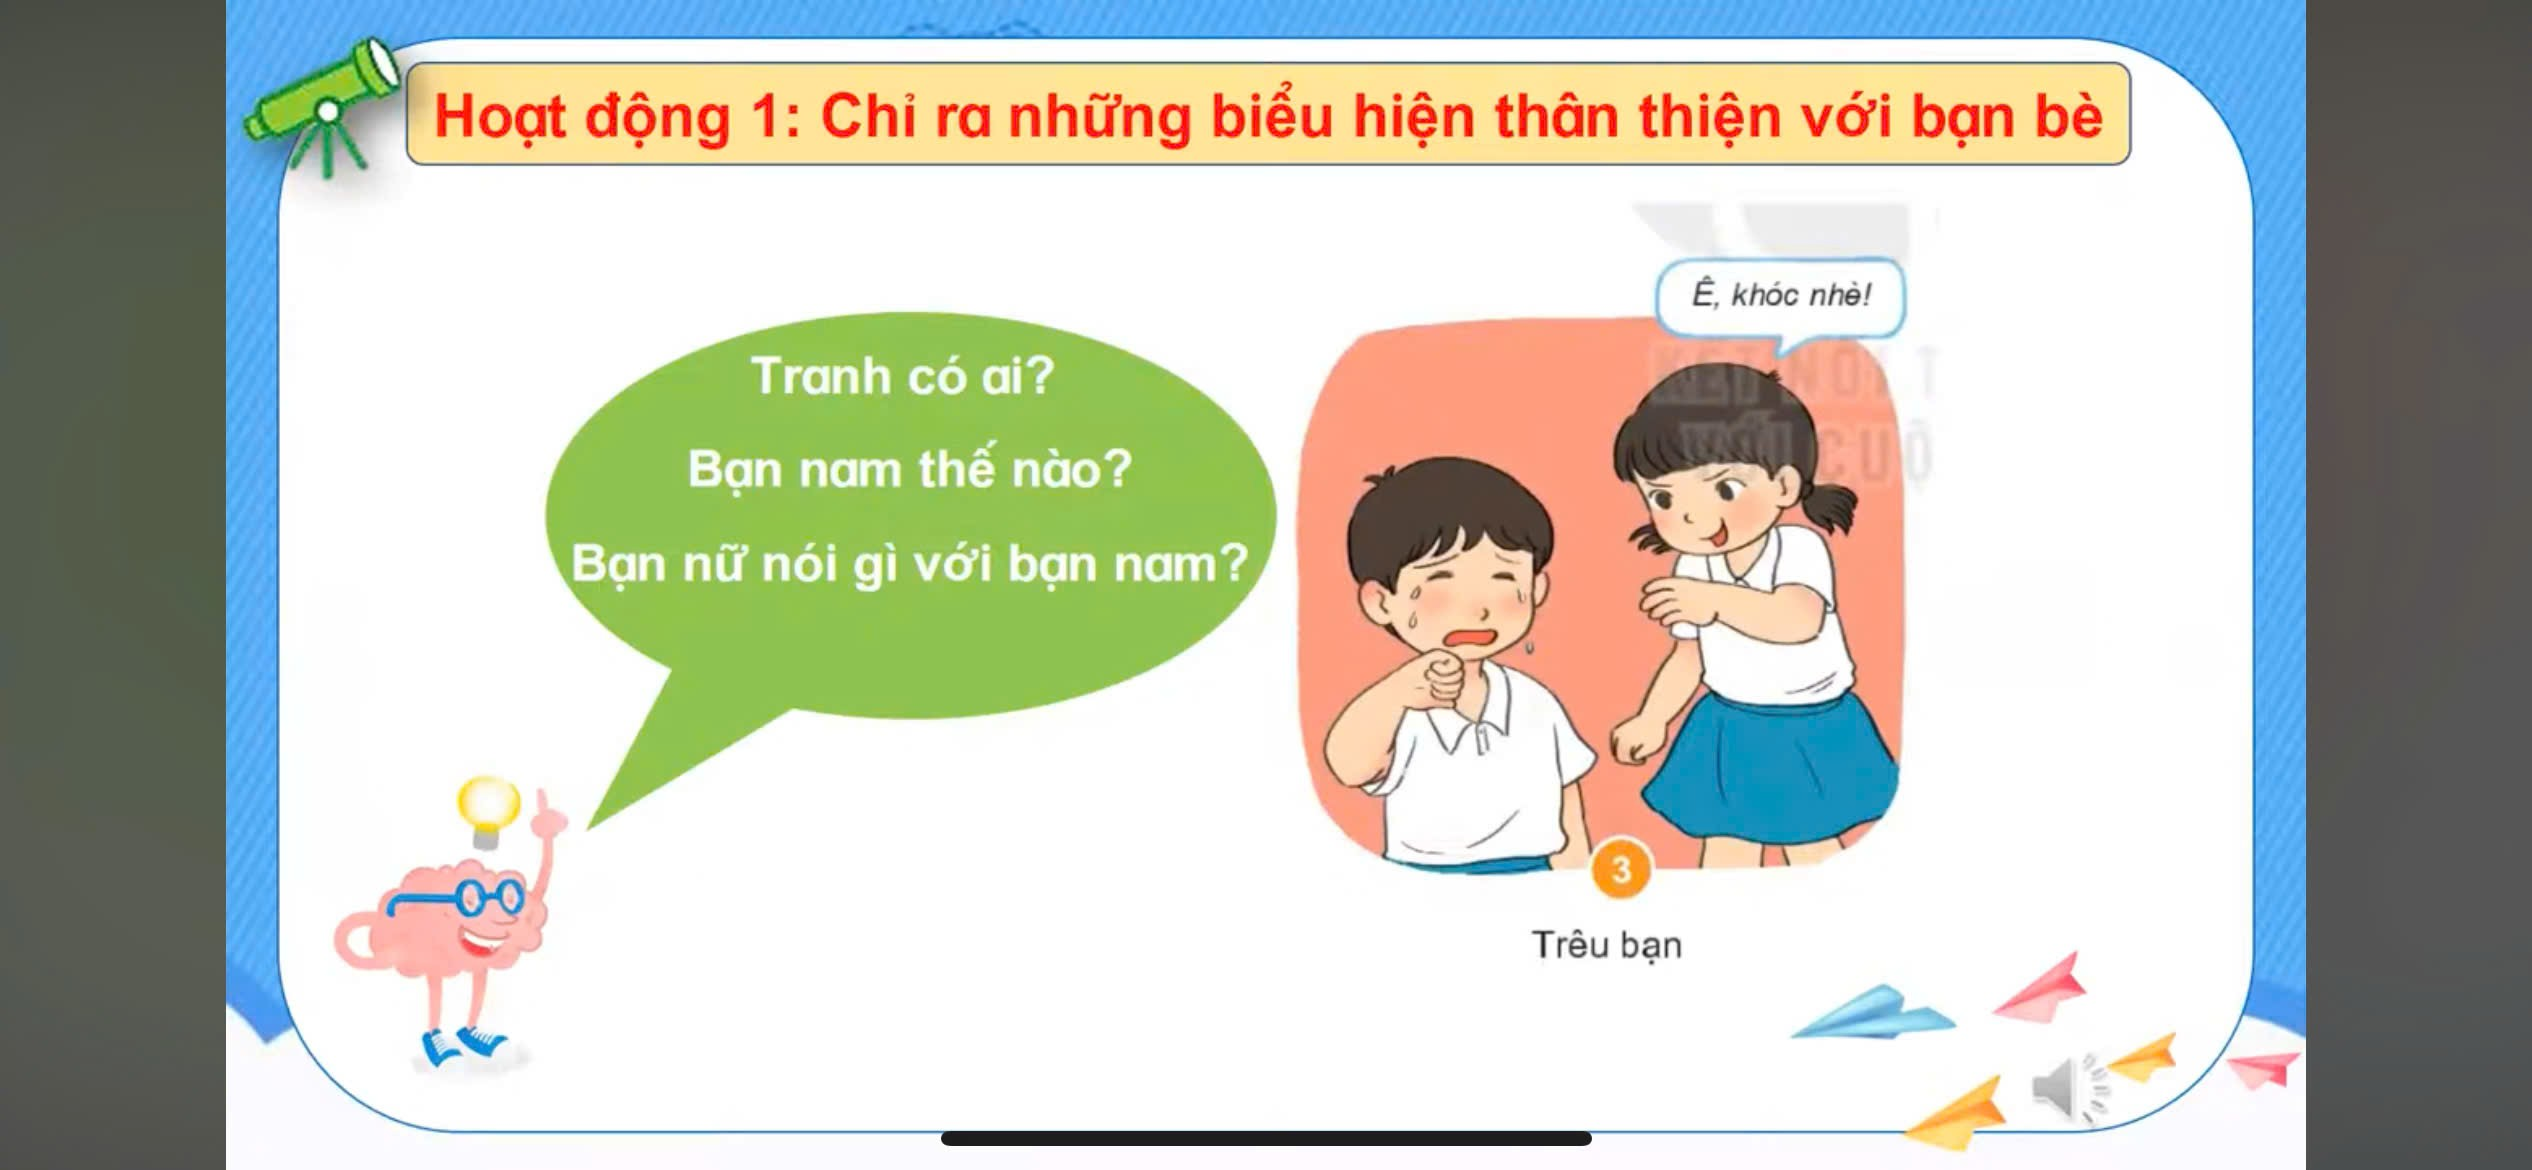 Hoạt động 1: Chỉ ra những biểu hiện thân thiện với bạn bè
Tranh có ai?
Bạn nam thế nào?
Bạn nữ nói gì với bạn nam?
Ê, khóc nhè!
3
Trêu bạn